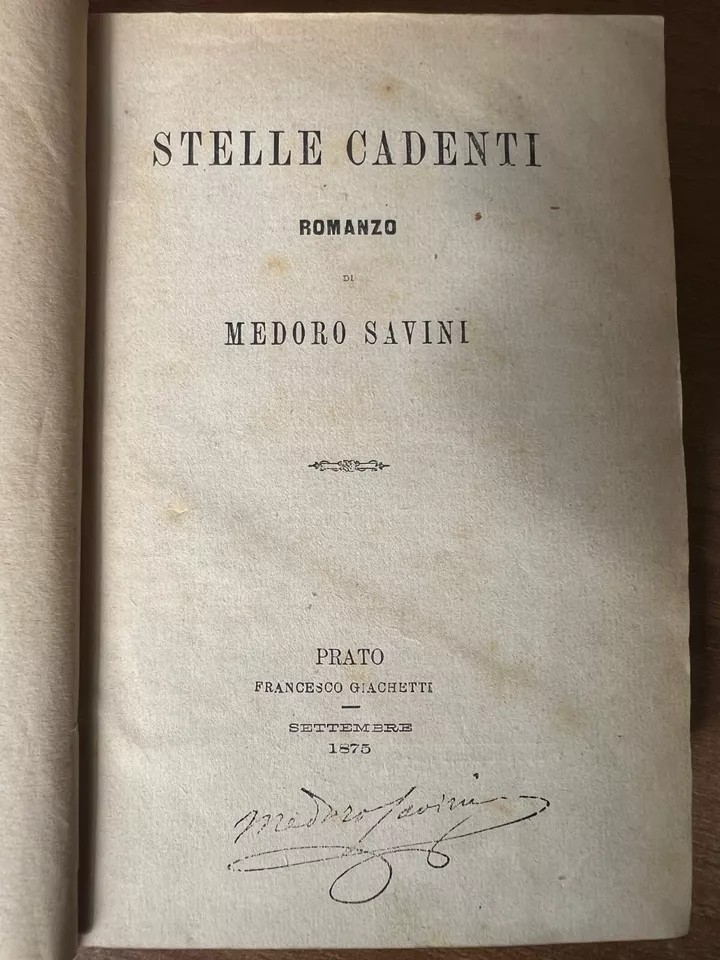 STELLE CADENTI
ROMANZO
DI
MEDORO SAVINI
PRATO
FRANCESCO GIACHETTI
SETTEMBRE
1875
Medoro Savini